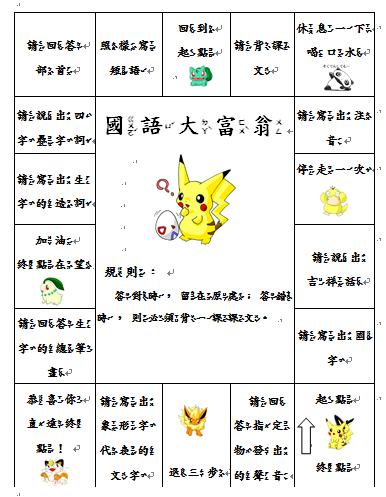 請回答
部首
照樣寫
短語
回到
起點
請背課
文
休息一下
喝口水
請說出四
字疊字詞
請寫出生
字的造詞
加油
終點在望
請回答生
字的總筆
畫
國語大富翁
規則：
答對時，留在原處；答錯
時，則必須背一課課文。
請寫出注
音
停走一次
請說出
吉祥話
請寫出國
字
恭喜你
直達終
點！
請寫出
象形字
代表的
文字
退三步
請回
答指定
物發出
的聲音
起點
終點